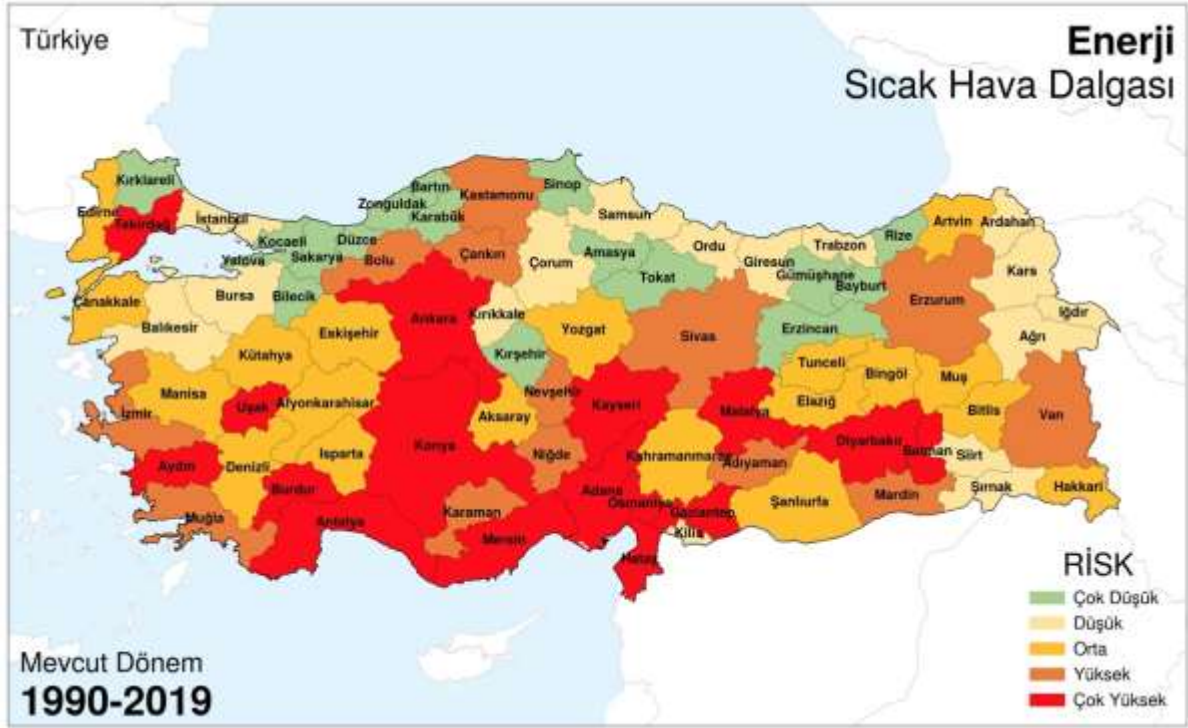 Türkiye
Enerji
Sıcak Hava Dalgası
Kırklareli
Edirne
Tekirdağ
İstanbul
Kocaeli
Yalova
Sakarya
Düzce
Zonguldak
Bartın
Karabük
Kastamonu
Sinop
Samsun
Bolu
Çankırı
Çorum
Amasya
Tokat
Ordu
Giresun
Trabzon
Gümüşhane
Bayburt
Rize
Artvin
Ardahan
Kars
Iğdır
Ağrı
Erzurum
Erzincan
Çanakkale
Balıkesir
Bursa
Bilecik
Eskişehir
Kütahya
Ankara
Kırıkkale
Kırşehir
Yozgat
Sivas
Tunceli
Bingöl
Muş
Elazığ
Bitlis
Van
Manisa
İzmir
Uşak
Afyonkarahisar
Konya
Aksaray
Nevşehir
Kayseri
Malatya
Diyarbakır
Batman
Siirt
Aydın
Denizli
Isparta
Burdur
Niğde
Kahramanmaraş
Adıyaman
Mardin
Şırnak
Hakkari
Muğla
Antalya
Karaman
Mersin
Adana
Osmaniye
Gaziantep
Kilis
Şanlıurfa
Hatay
RİSK
Çok Düşük
Düşük
Orta
Yüksek
Çok Yüksek
Mevcut Dönem
1990-2019